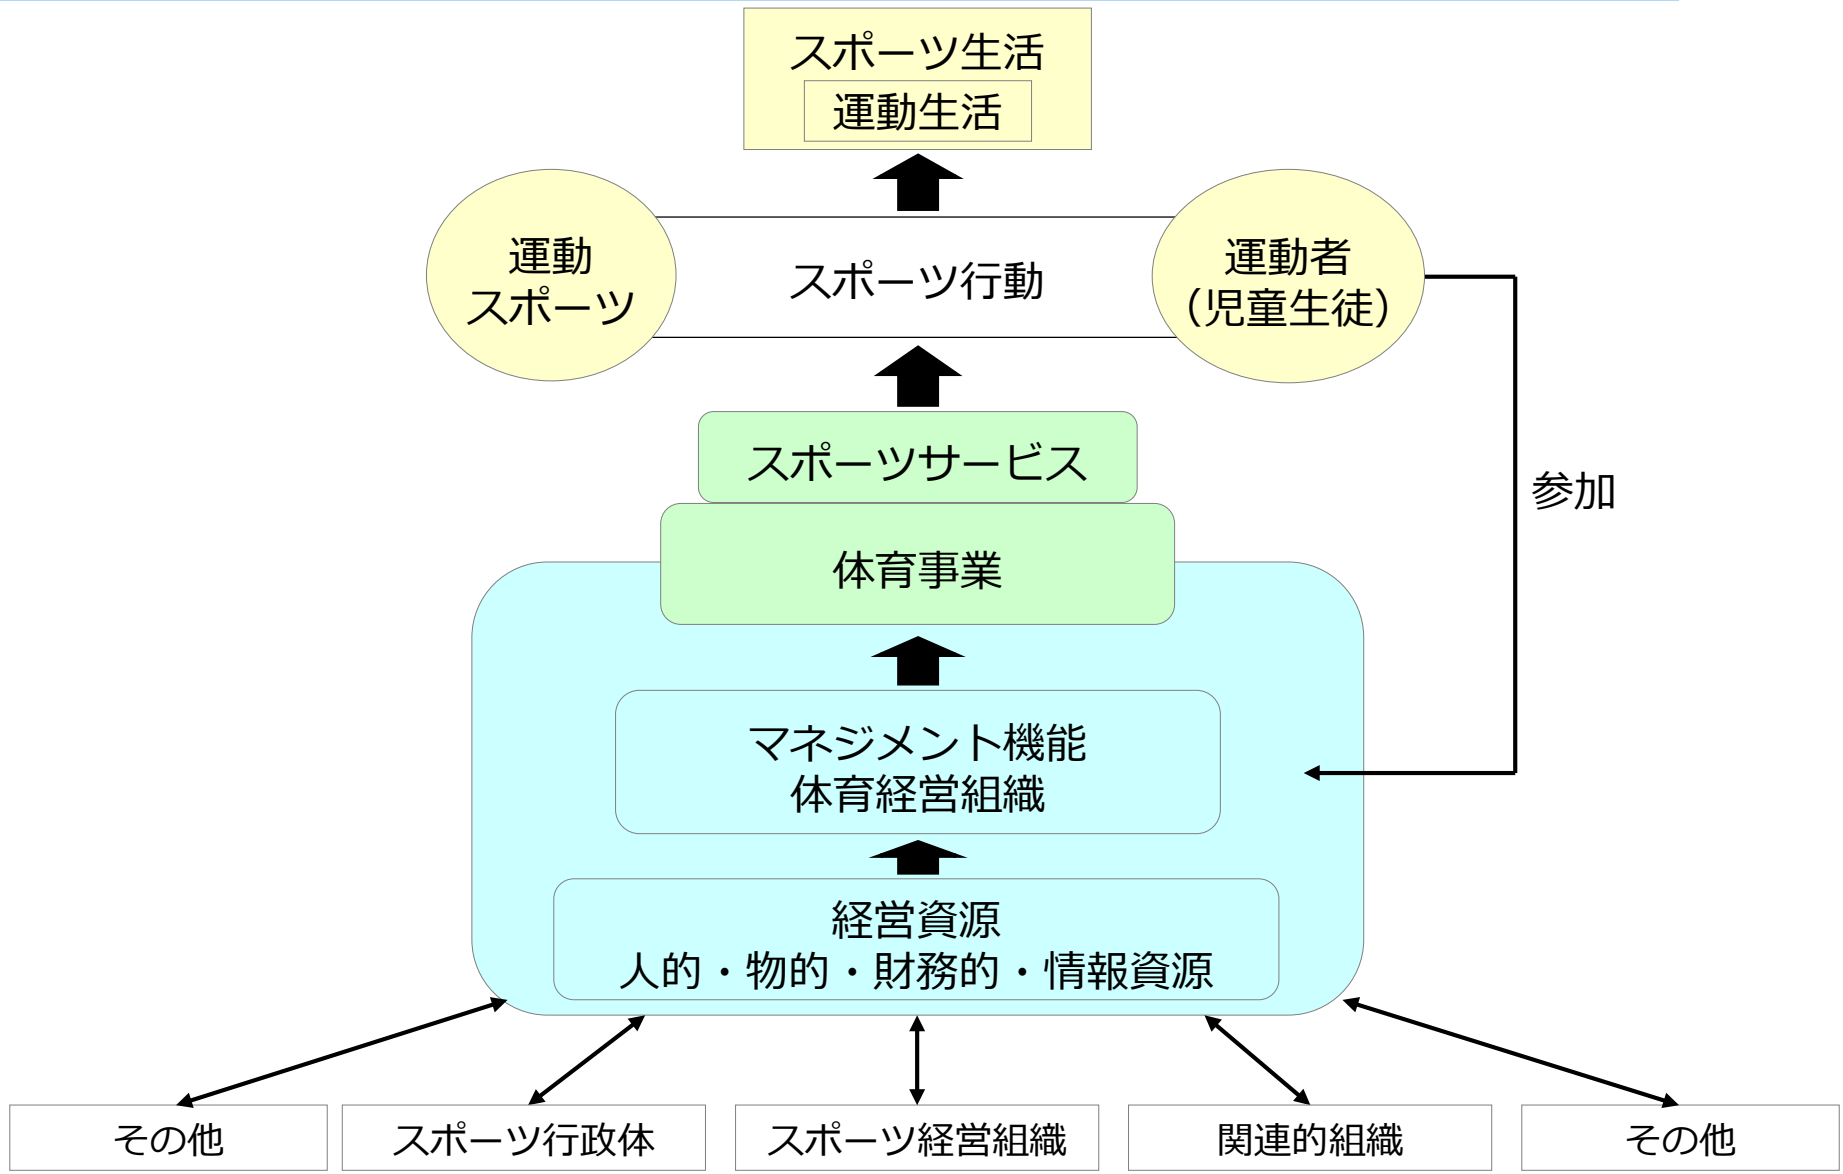 スポーツ生活
運動生活
運動
スポーツ
スポーツ行動
運動者
（児童生徒）
スポーツサービス
参加
体育事業
マネジメント機能
体育経営組織
経営資源
人的・物的・財務的・情報資源
その他
スポーツ行政体
スポーツ経営組織
関連的組織
その他